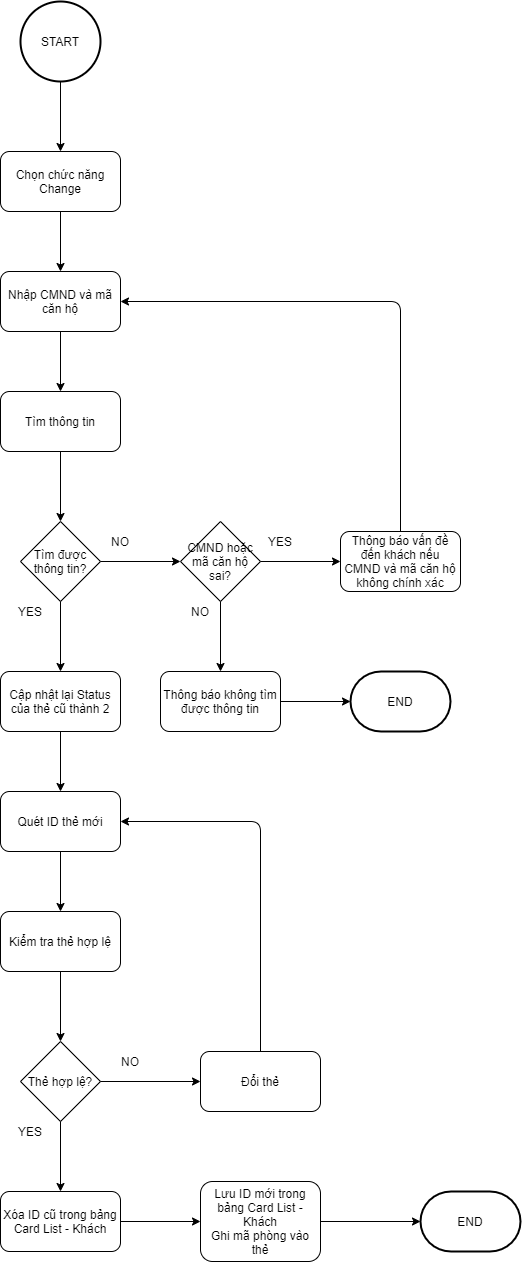 START
Chọn chức năng
Change
Nhập CMND và mã
căn hộ
Tìm thông tin
Tìm được
thông tin?
NO
CMND hoặc
mã căn hộ
sai?
YES
Thông báo vấn đề
đến khách nếu
CMND và mã căn hộ
không chính xác
YES
NO
Cập nhật lại Status
của thẻ cũ thành 2
Thông báo không tìm
được thông tin
END
Quét ID thẻ mới
Kiểm tra thẻ hợp lệ
Thẻ hợp lệ?
NO
Đổi thẻ
YES
Xóa ID cũ trong bảng
Card List - Khách
Lưu ID mới trong
bảng Card List -
Khách
Ghi mã phòng vào
thẻ
END